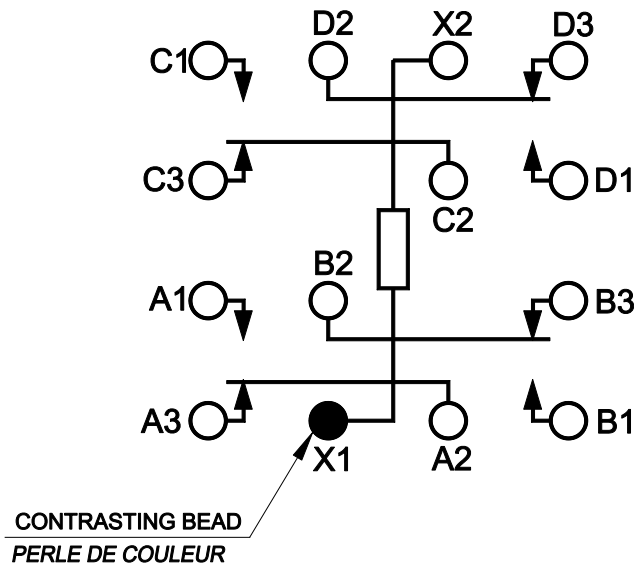 D2 X2 D3
C1
C3 C2 D1
B2
A1 B3
A3 X1 A2 B1
CONTRASTING BEAD
PERLE DE COULEUR